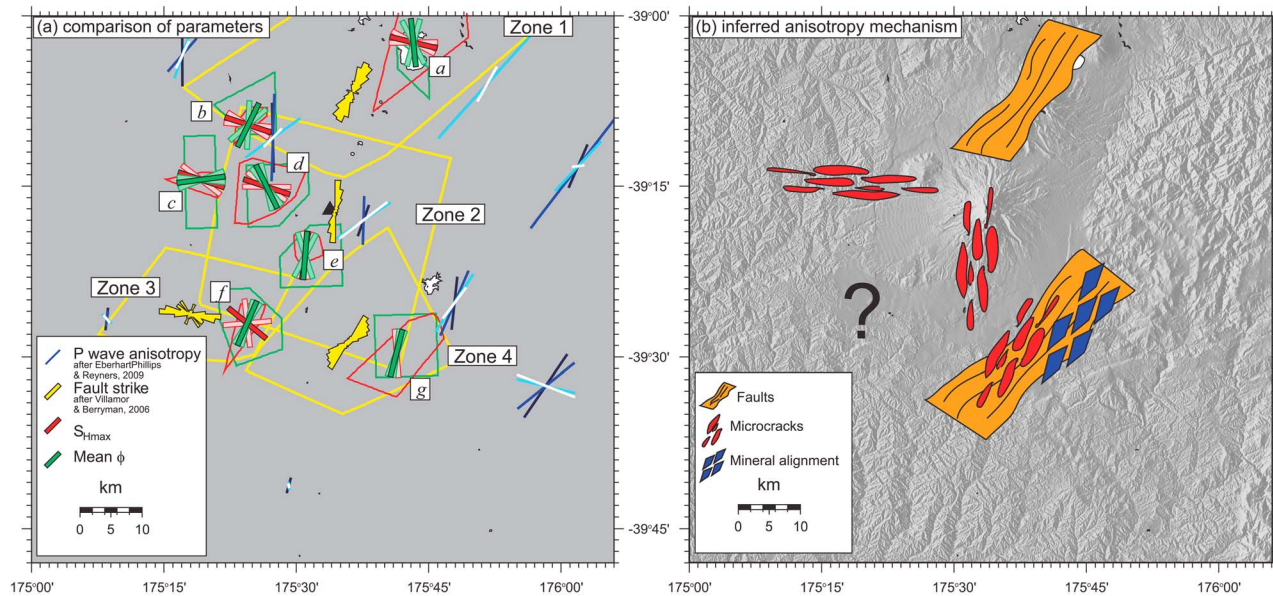 (a) comparison of parameters
Zone 1
a
b
d
c
Zone 2
e
Zone 3
f
Zone 4
g
P wave anisotropy
after EberhartPhillips
& Reyners, 2009
Fault strike
after Villamor
& Berryman, 2006
SHmax
Mean ϕ
km
0 5 10
175°00' 175°15' 175°30' 175°45' 176°00'
-39°00'
-39°15'
-39°30'
-39°45'
(b) inferred anisotropy mechanism
?
Faults
Microcracks
Mineral alignment
km
0 5 10
175°00' 175°15' 175°30' 175°45' 176°00'